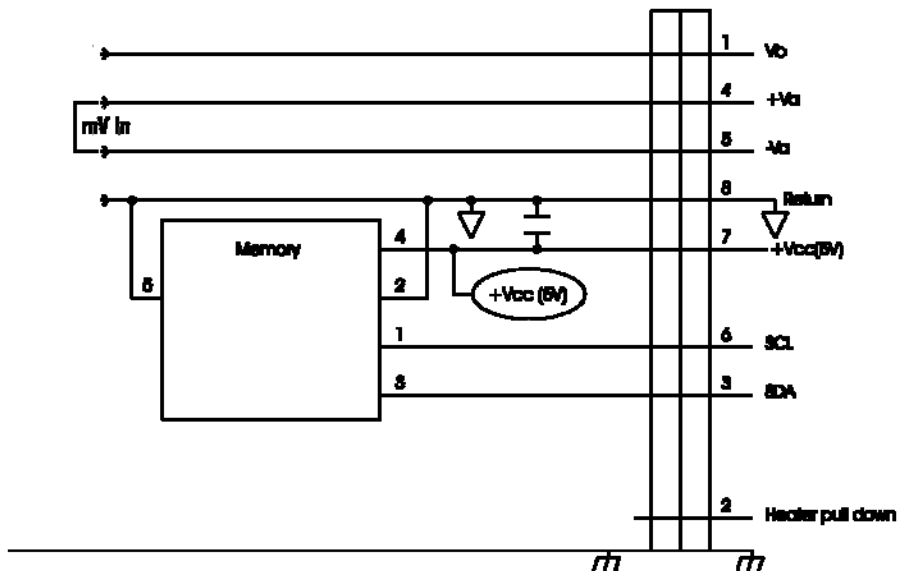 1 Vb
4 +Va
mV in
5 -Va
8 Return
Memory 4 7 +Vcc(5V)
5 2 +Vcc (5V)
1 6 SCL
3 3 SDA
2 Heater pull down